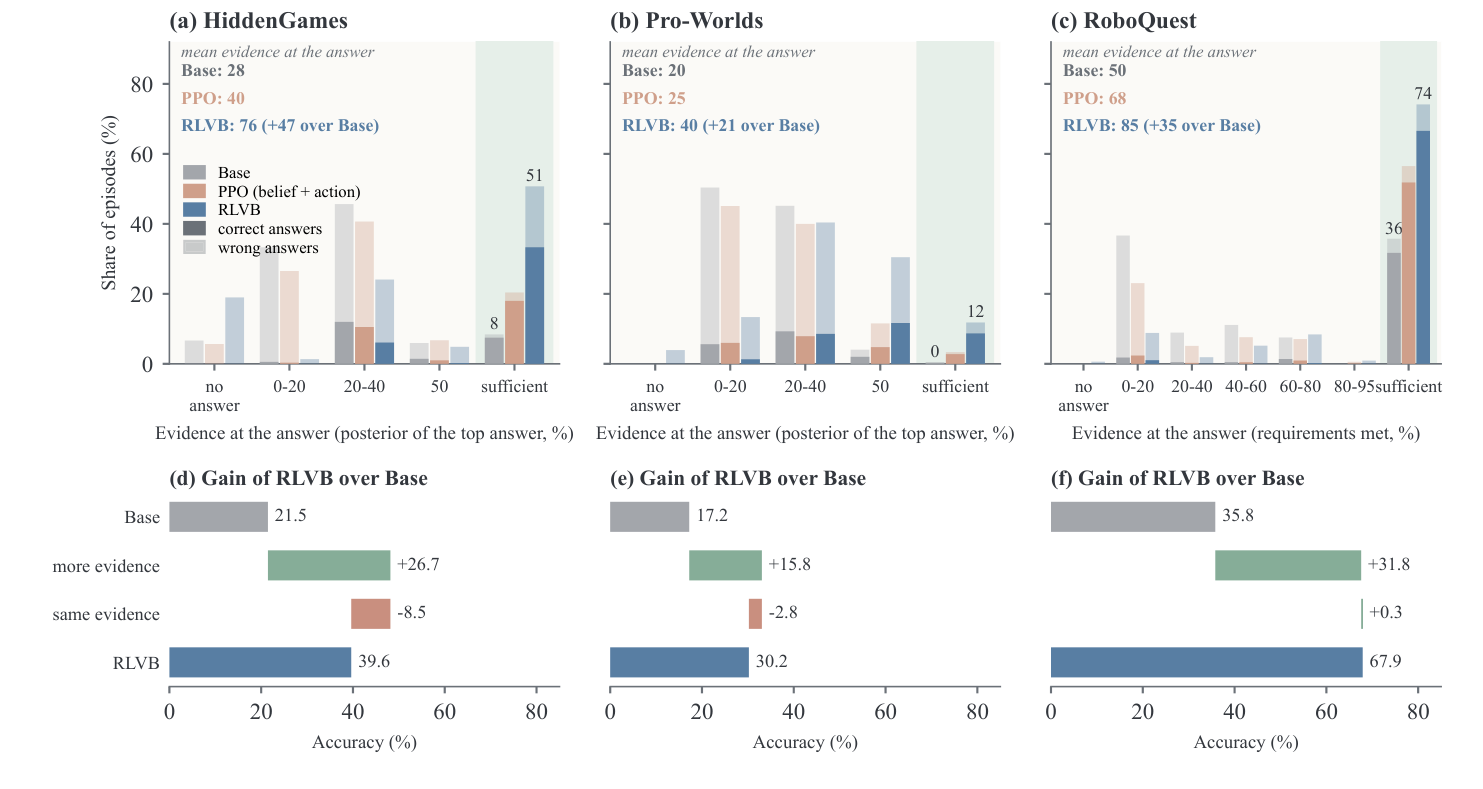 (a) HiddenGames
mean evidence at the answer
Base: 28
PPO: 40
RLVB: 76 (+47 over Base)
Base
PPO (belief + action)
RLVB
correct answers
wrong answers
8
51
Share of episodes (%)
80
60
40
20
0
no answer
0-20
20-40
50
sufficient
Evidence at the answer (posterior of the top answer, %)
(b) Pro-Worlds
mean evidence at the answer
Base: 20
PPO: 25
RLVB: 40 (+21 over Base)
0
12
no answer
0-20
20-40
50
sufficient
Evidence at the answer (posterior of the top answer, %)
(c) RoboQuest
mean evidence at the answer
Base: 50
PPO: 68
RLVB: 85 (+35 over Base)
36
74
no answer
0-20
20-40
40-60
60-80
80-95
sufficient
Evidence at the answer (requirements met, %)
(d) Gain of RLVB over Base
Base
21.5
more evidence
+26.7
same evidence
-8.5
RLVB
39.6
0
20
40
60
80
Accuracy (%)
(e) Gain of RLVB over Base
17.2
+15.8
-2.8
30.2
0
20
40
60
80
Accuracy (%)
(f) Gain of RLVB over Base
35.8
+31.8
+0.3
67.9
0
20
40
60
80
Accuracy (%)